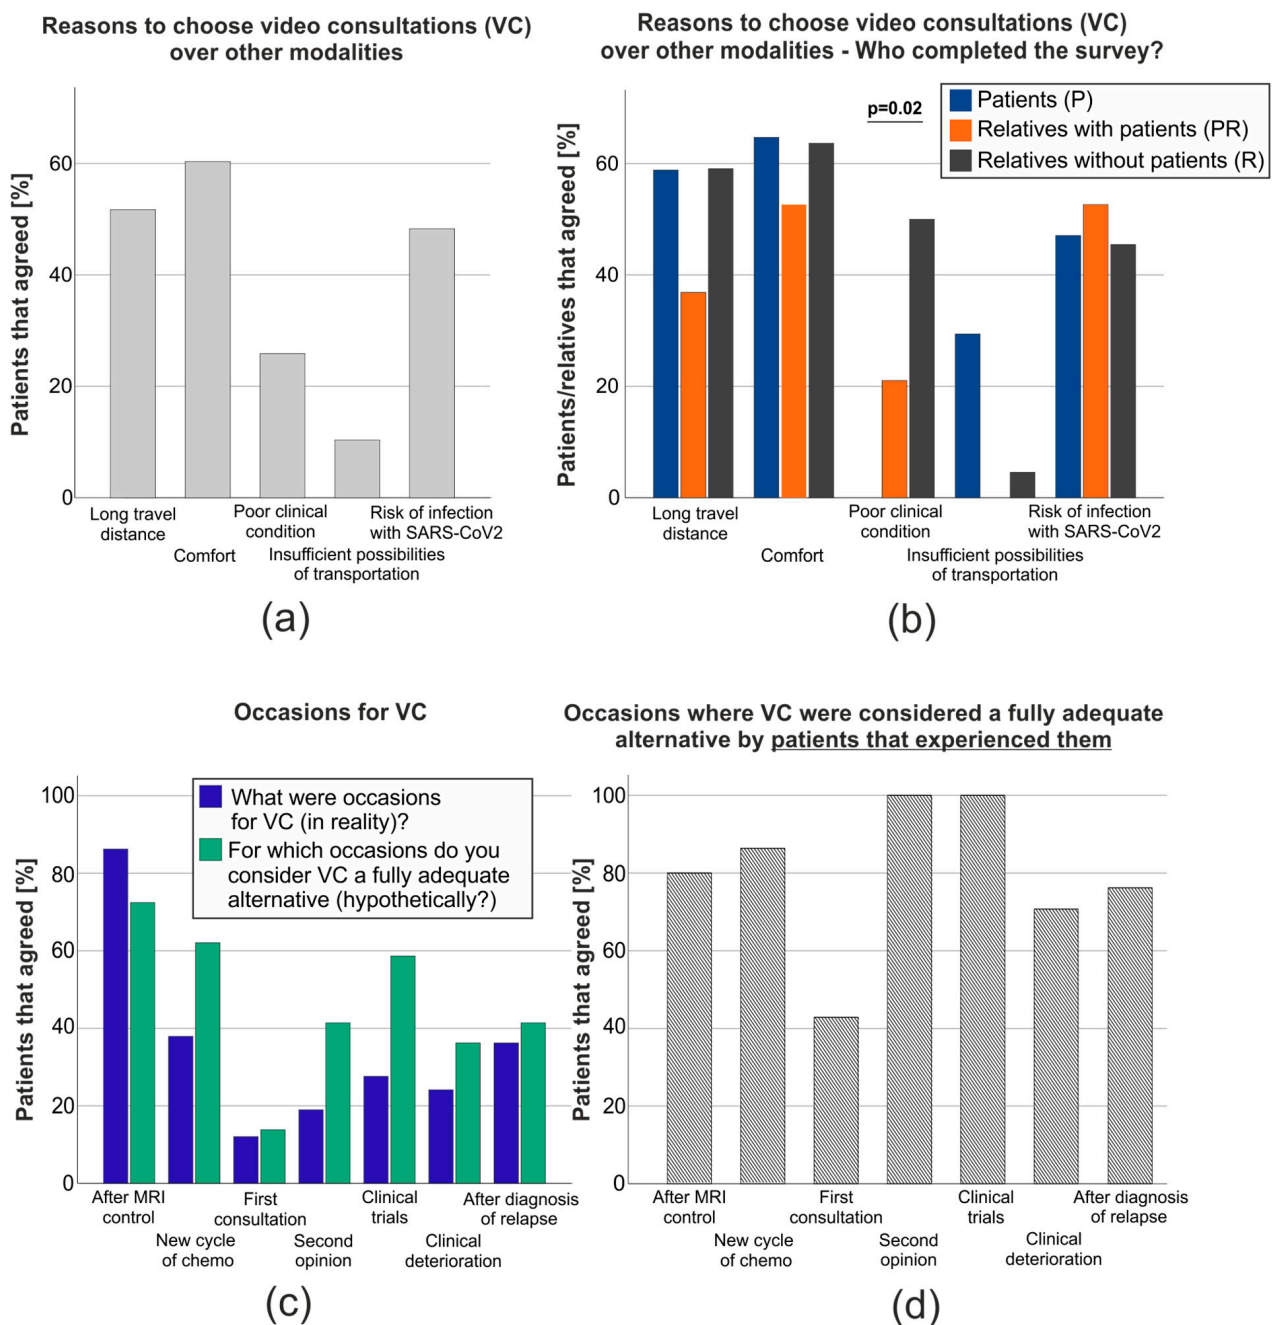 Reasons to choose video consultations (VC)
over other modalities
Patients that agreed [%]
60
40
20
0
Long travel
distance
Comfort
Poor clinical
condition
Insufficient possibilities
of transportation
Risk of infection
with SARS-CoV2
(a)
Reasons to choose video consultations (VC)
over other modalities - Who completed the survey?
p=0.02
Patients (P)
Relatives with patients (PR)
Relatives without patients (R)
Patients/relatives that agreed [%]
60
40
20
0
Long travel
distance
Comfort
Poor clinical
condition
Insufficient possibilities
of transportation
Risk of infection
with SARS-CoV2
(b)
Occasions for VC
What were occasions
for VC (in reality)?
For which occasions do you
consider VC a fully adequate
alternative (hypothetically?)
Patients that agreed [%]
100
80
60
40
20
0
After MRI
control
New cycle
of chemo
First
consultation
Second
opinion
Clinical
trials
Clinical
deterioration
After diagnosis
of relapse
(c)
Occasions where VC were considered a fully adequate
alternative by patients that experienced them
Patients that agreed [%]
100
80
60
40
20
0
After MRI
control
New cycle
of chemo
First
consultation
Second
opinion
Clinical
trials
Clinical
deterioration
After diagnosis
of relapse
(d)